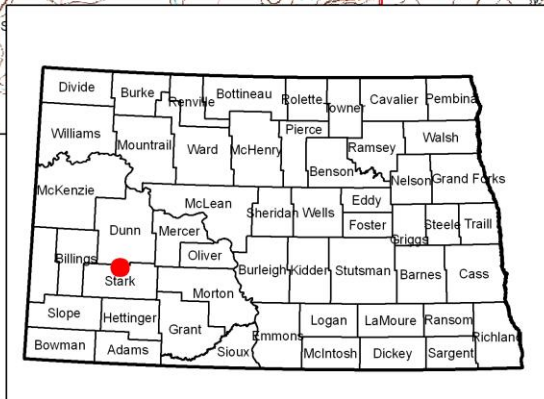 Divide
Burke
Renville
Bottineau
Rolette
Towner
Cavalier
Pembina
Williams
Mountrail
Ward
McHenry
Pierce
Benson
Ramsey
Walsh
Nelson
Grand Forks
McKenzie
McLean
Sheridan
Wells
Eddy
Foster
Dunn
Mercer
Oliver
Griggs
Steele
Traill
Billings
Stark
Morton
Burleigh
Kidder
Stutsman
Barnes
Cass
Slope
Hettinger
Grant
Sioux
Emmons
Logan
LaMoure
Ransom
Richland
Bowman
Adams
McIntosh
Dickey
Sargent